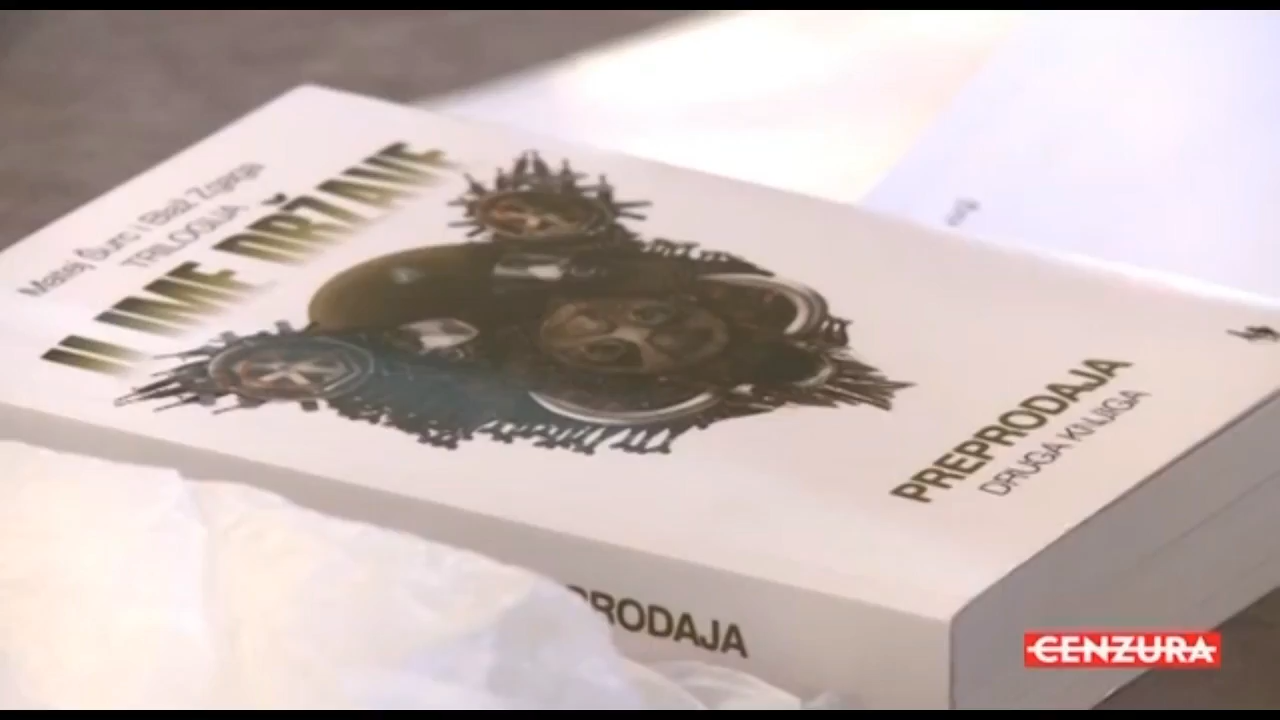 Matej Šurc i Blaž Zgaga
TRILOGIJA
U IME DRŽAVE
PREPRODAJA
DRUGA KNJIGA
PRODAJA
CENZURA